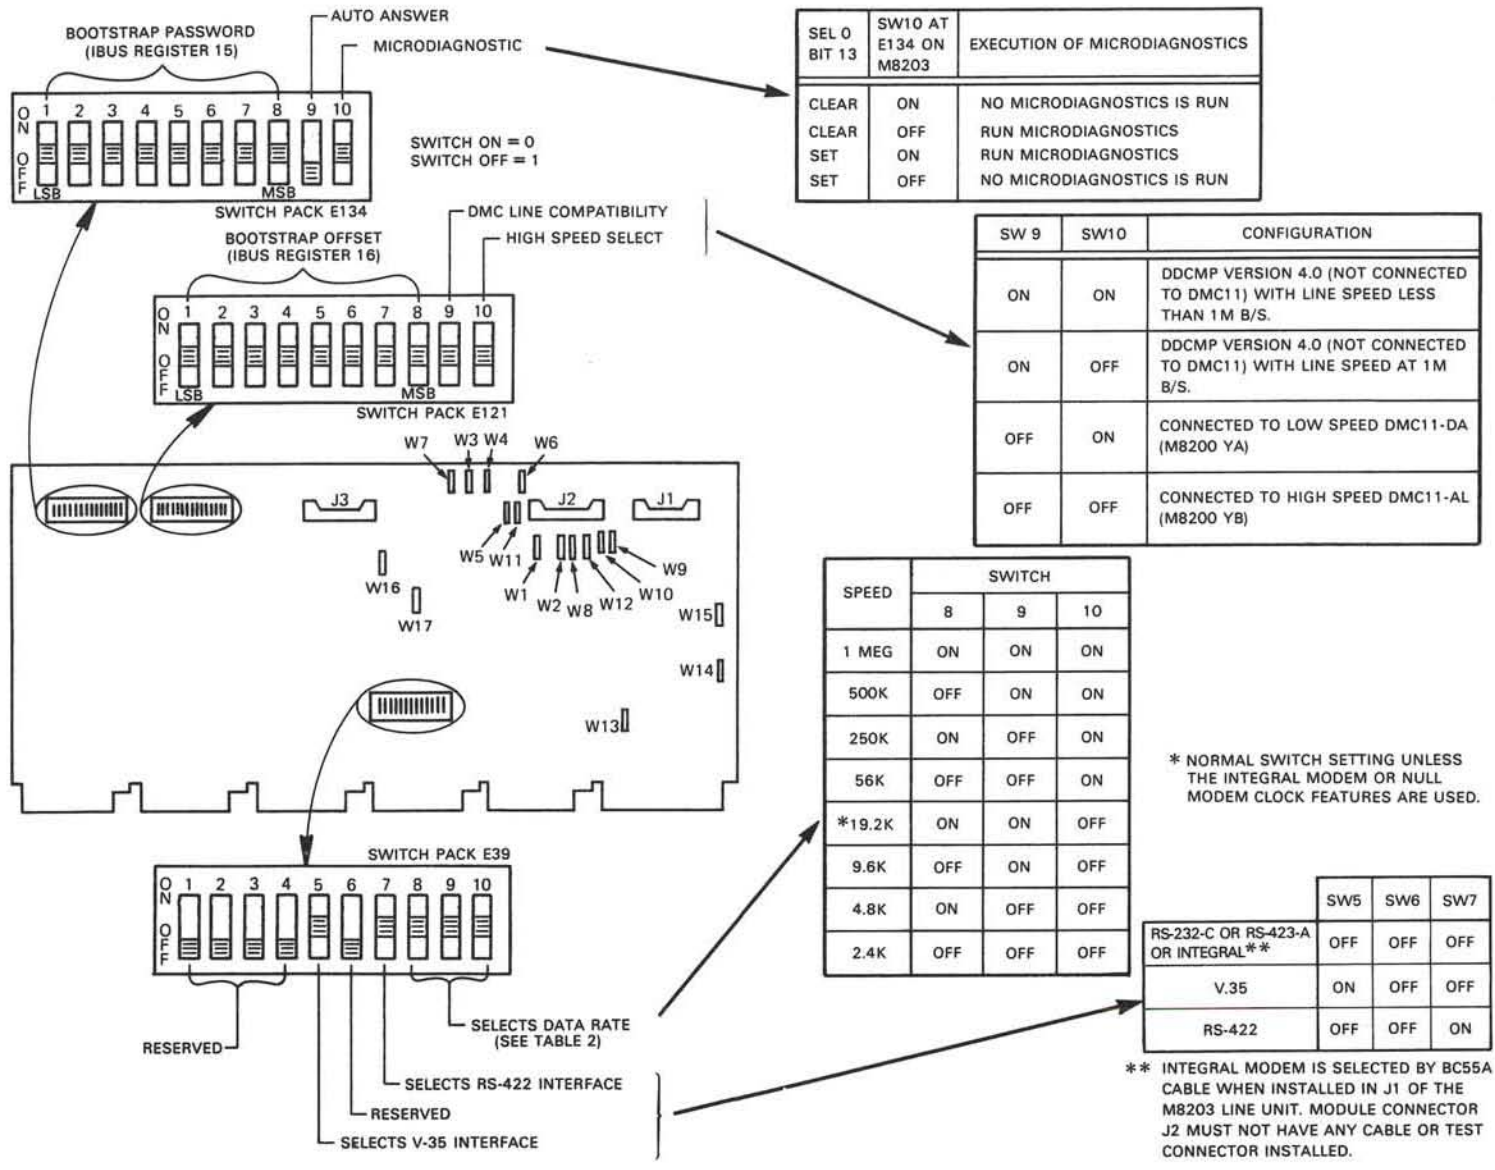 AUTO ANSWER
BOOTSTRAP PASSWORD
(IBUS REGISTER 15)
MICRODIAGNOSTIC
ON
OFF
1 2 3 4 5 6 7 8 9 10
LSB
MSB
SWITCH ON = 0
SWITCH OFF = 1
SWITCH PACK E134
SEL 0 BIT 13 SW10 AT E134 ON M8203 EXECUTION OF MICRODIAGNOSTICS
CLEAR ON NO MICRODIAGNOSTICS IS RUN
CLEAR OFF RUN MICRODIAGNOSTICS
SET ON RUN MICRODIAGNOSTICS
SET OFF NO MICRODIAGNOSTICS IS RUN
DMC LINE COMPATIBILITY
BOOTSTRAP OFFSET
(IBUS REGISTER 16)
HIGH SPEED SELECT
ON
OFF
1 2 3 4 5 6 7 8 9 10
LSB
MSB
SWITCH PACK E121
SW 9 SW10 CONFIGURATION
ON ON DDCMP VERSION 4.0 (NOT CONNECTED
TO DMC11) WITH LINE SPEED LESS
THAN 1M B/S.
ON OFF DDCMP VERSION 4.0 (NOT CONNECTED
TO DMC11) WITH LINE SPEED AT 1M
B/S.
OFF ON CONNECTED TO LOW SPEED DMC11-DA
(M8200 YA)
OFF OFF CONNECTED TO HIGH SPEED DMC11-AL
(M8200 YB)
W7 W3 W4 W6
J3 J2 J1
W5 W11
W16 W1 W2 W8 W12 W10 W9
W17
W15
W14
W13
SPEED SWITCH
8 9 10
1 MEG ON ON ON
500K OFF ON ON
250K ON OFF ON
56K OFF OFF ON
*19.2K ON ON OFF
9.6K OFF ON OFF
4.8K ON OFF OFF
2.4K OFF OFF OFF
* NORMAL SWITCH SETTING UNLESS
THE INTEGRAL MODEM OR NULL
MODEM CLOCK FEATURES ARE USED.
SWITCH PACK E39
ON
OFF
1 2 3 4 5 6 7 8 9 10
RESERVED
SELECTS DATA RATE
(SEE TABLE 2)
SELECTS RS-422 INTERFACE
RESERVED
SELECTS V-35 INTERFACE
SW5 SW6 SW7
RS-232-C OR RS-423-A
OR INTEGRAL** OFF OFF OFF
V.35 ON OFF OFF
RS-422 OFF OFF ON
** INTEGRAL MODEM IS SELECTED BY BC55A
CABLE WHEN INSTALLED IN J1 OF THE
M8203 LINE UNIT. MODULE CONNECTOR
J2 MUST NOT HAVE ANY CABLE OR TEST
CONNECTOR INSTALLED.